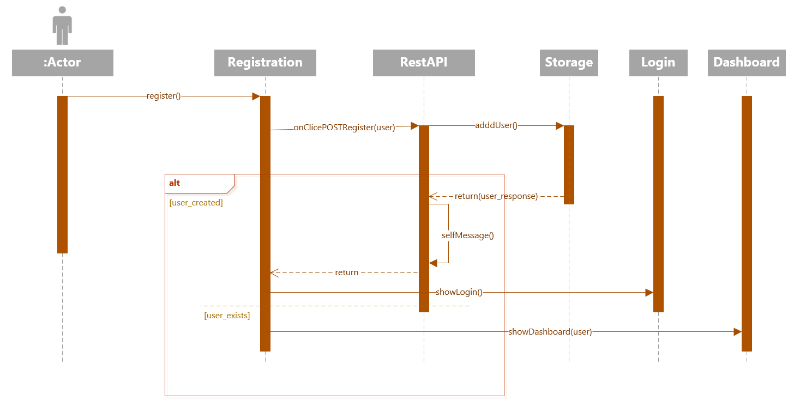 :Actor
Registration
RestAPI
Storage
Login
Dashboard
register()
onClicePOSTRegister(user)
adddUser()
alt
[user_created]
return(user_response)
selfMessage()
return
showLogin()
[user_exists]
showDashboard(user)